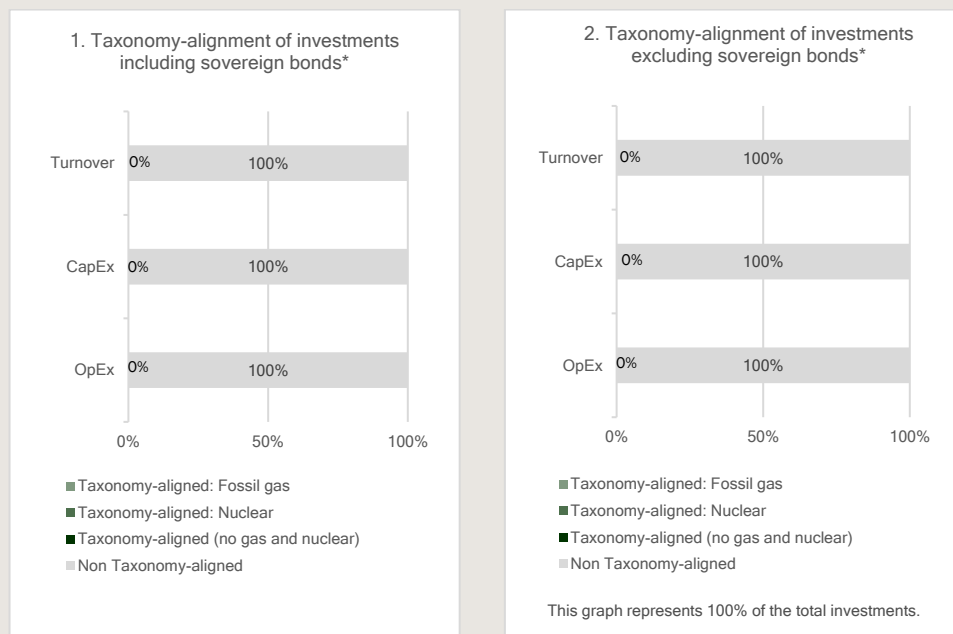 1. Taxonomy-alignment of investments
including sovereign bonds*
Turnover
0%
100%
CapEx
0%
100%
OpEx
0%
100%
0%
50%
100%
Taxonomy-aligned: Fossil gas
Taxonomy-aligned: Nuclear
Taxonomy-aligned (no gas and nuclear)
Non Taxonomy-aligned
2. Taxonomy-alignment of investments
excluding sovereign bonds*
Turnover
0%
100%
CapEx
0%
100%
OpEx
0%
100%
0%
50%
100%
Taxonomy-aligned: Fossil gas
Taxonomy-aligned: Nuclear
Taxonomy-aligned (no gas and nuclear)
Non Taxonomy-aligned
This graph represents 100% of the total investments.